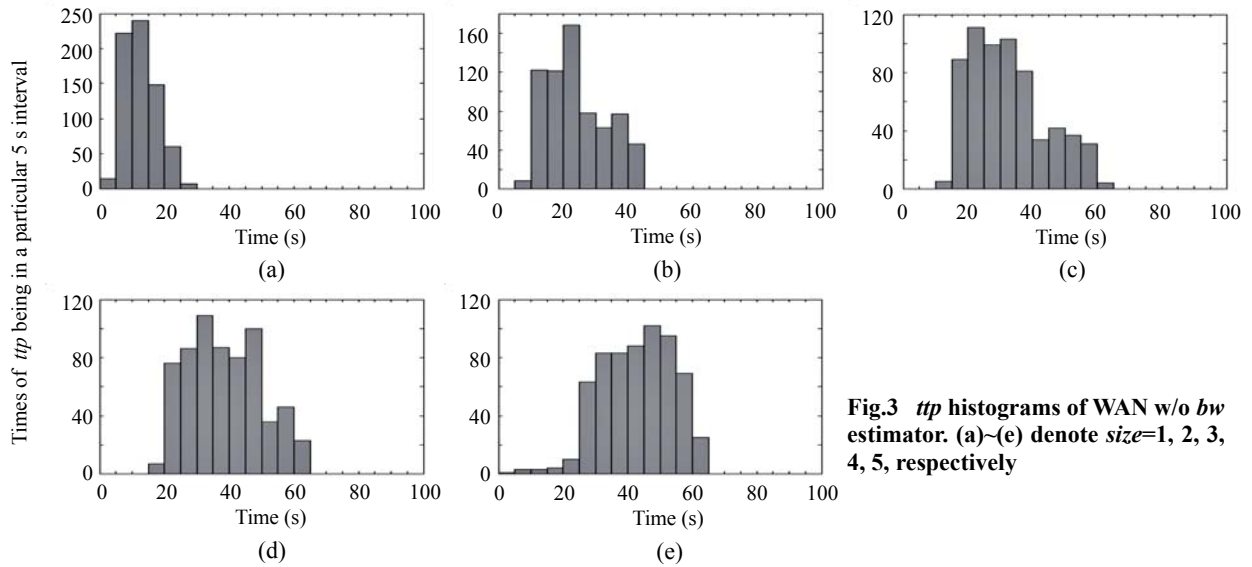 Times of ttp being in a particular 5 s interval
250
200
150
100
50
0
0 20 40 60 80 100
Time (s)
(a)
160
120
80
40
0
0 20 40 60 80 100
Time (s)
(b)
120
80
40
0
0 20 40 60 80 100
Time (s)
(c)
120
80
40
0
0 20 40 60 80 100
Time (s)
(d)
120
80
40
0
0 20 40 60 80 100
Time (s)
(e)
Fig.3 ttp histograms of WAN w/o bw
estimator. (a)~(e) denote size=1, 2, 3,
4, 5, respectively